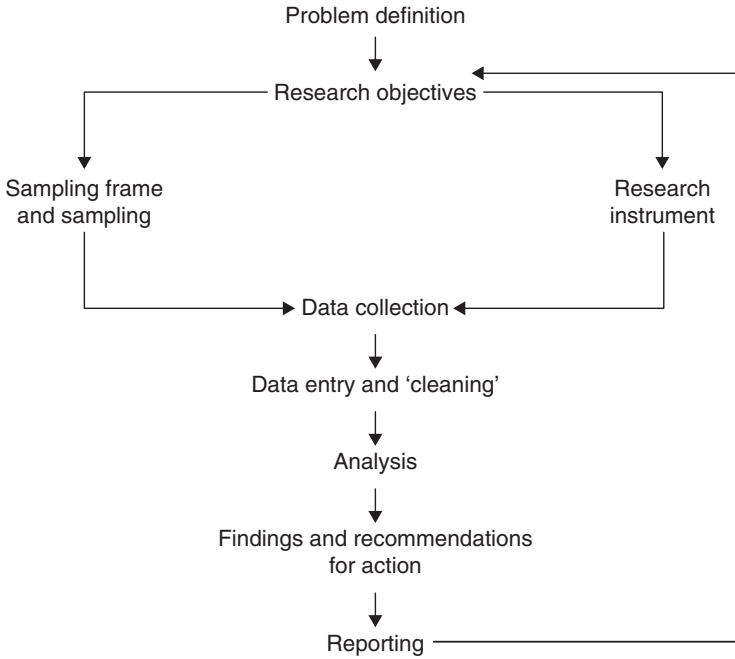 Problem definition
Research objectives
Sampling frame
and sampling
Research
instrument
Data collection
Data entry and ‘cleaning’
Analysis
Findings and recommendations
for action
Reporting